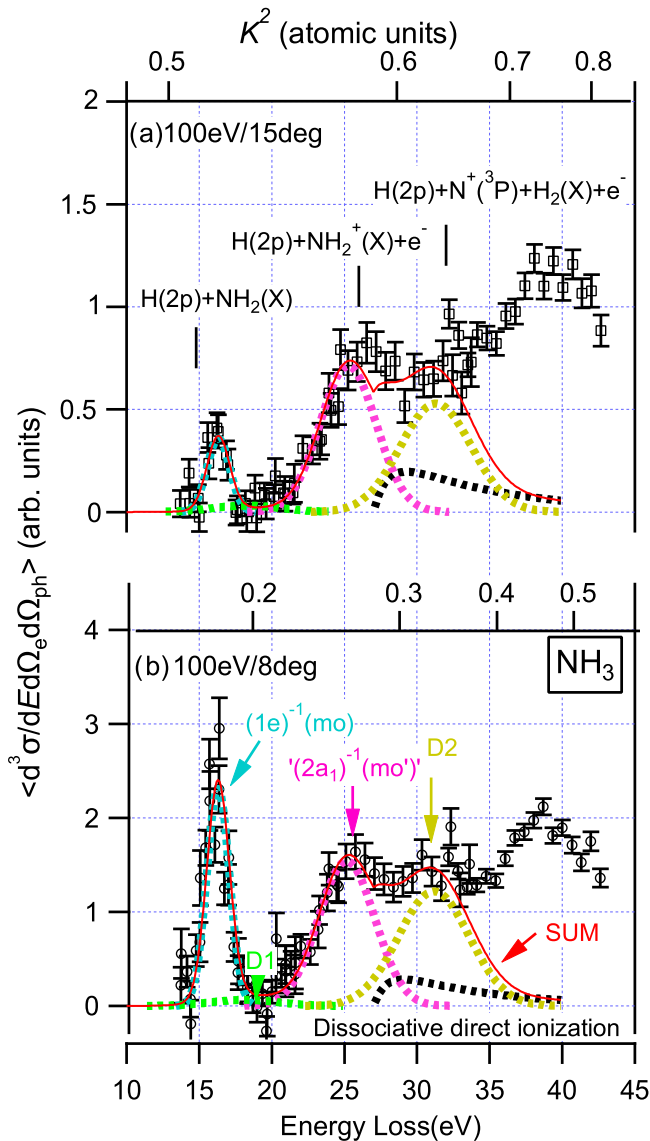 K² (atomic units)
0.5 0.6 0.7 0.8
2
(a)100eV/15deg
H(2p)+N⁺(³P)+H₂(X)+e⁻
1.5
H(2p)+NH₂⁺(X)+e⁻
H(2p)+NH₂(X)
1
0.5
0
<d³σ/dEdΩₑdΩₚₕ> (arb. units)
0.2 0.3 0.4 0.5
4
(b)100eV/8deg
NH₃
(1e)⁻¹(mo)
3
D2
'(2a₁)⁻¹(mo')'
2
1
SUM
D1
0
Dissociative direct ionization
10 15 20 25 30 35 40 45
Energy Loss(eV)